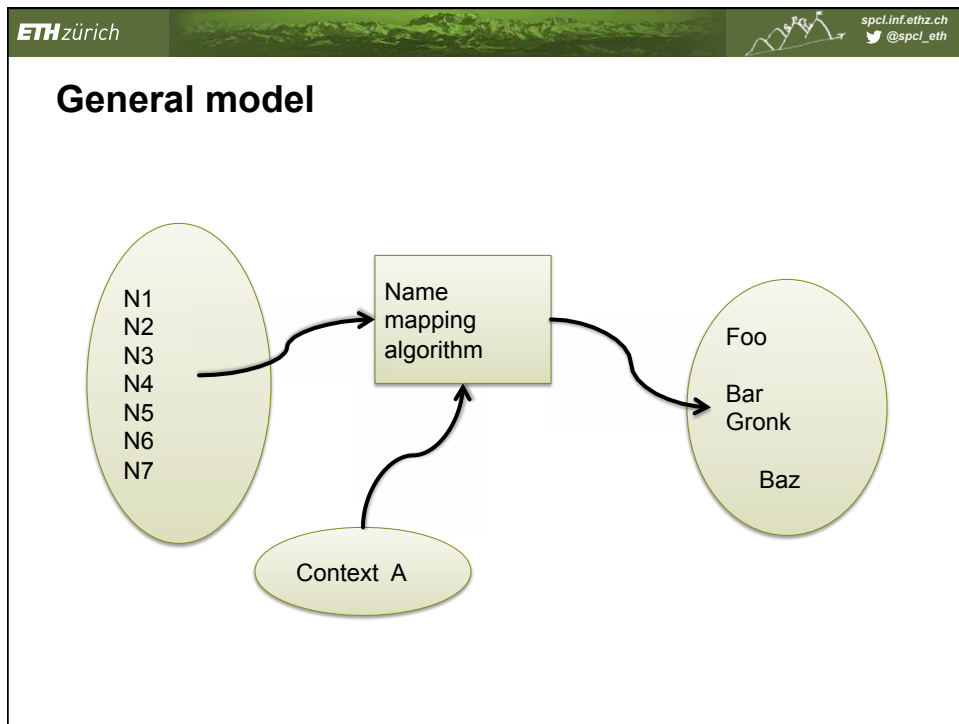 ETH zürich
spcl.inf.ethz.ch
@spcl_eth
General model
N1
N2
N3
N4
N5
N6
N7
Name
mapping
algorithm
Context A
Foo
Bar
Gronk
Baz